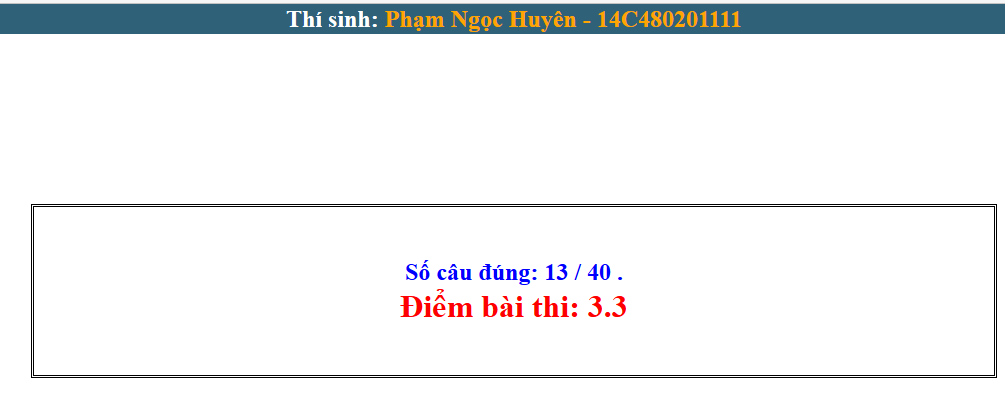 Thí sinh: Phạm Ngọc Huyên - 14C480201111
Số câu đúng: 13 / 40 .
Điểm bài thi: 3.3